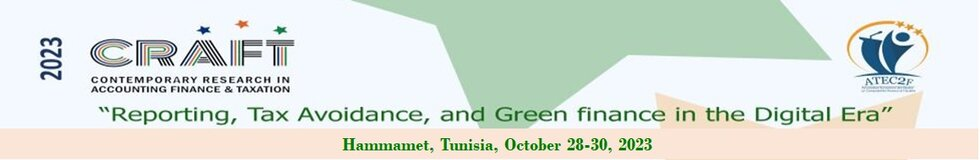 2023
CRAFT
CONTEMPORARY RESEARCH IN
ACCOUNTING FINANCE & TAXATION
ATEC2F
“Reporting, Tax Avoidance, and Green finance in the Digital Era”
Hammamet, Tunisia, October 28-30, 2023